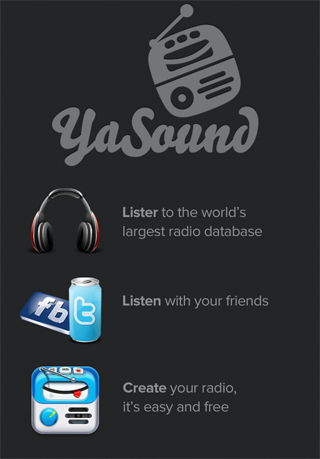 YaSound
Lister to the world's
largest radio database
fb
t
Listen with your friends
Create your radio,
it's easy and free